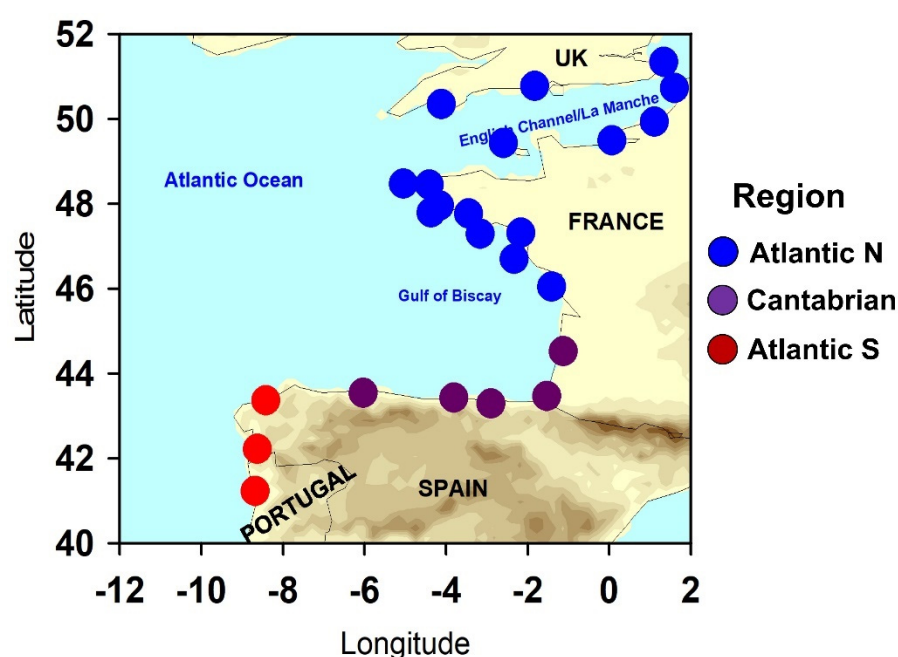 52
50
48
46
44
42
40
Latitude
UK
English Channel/La Manche
Atlantic Ocean
FRANCE
Gulf of Biscay
PORTUGAL
SPAIN
-12 -10 -8 -6 -4 -2 0 2
Longitude
Region
Atlantic N
Cantabrian
Atlantic S